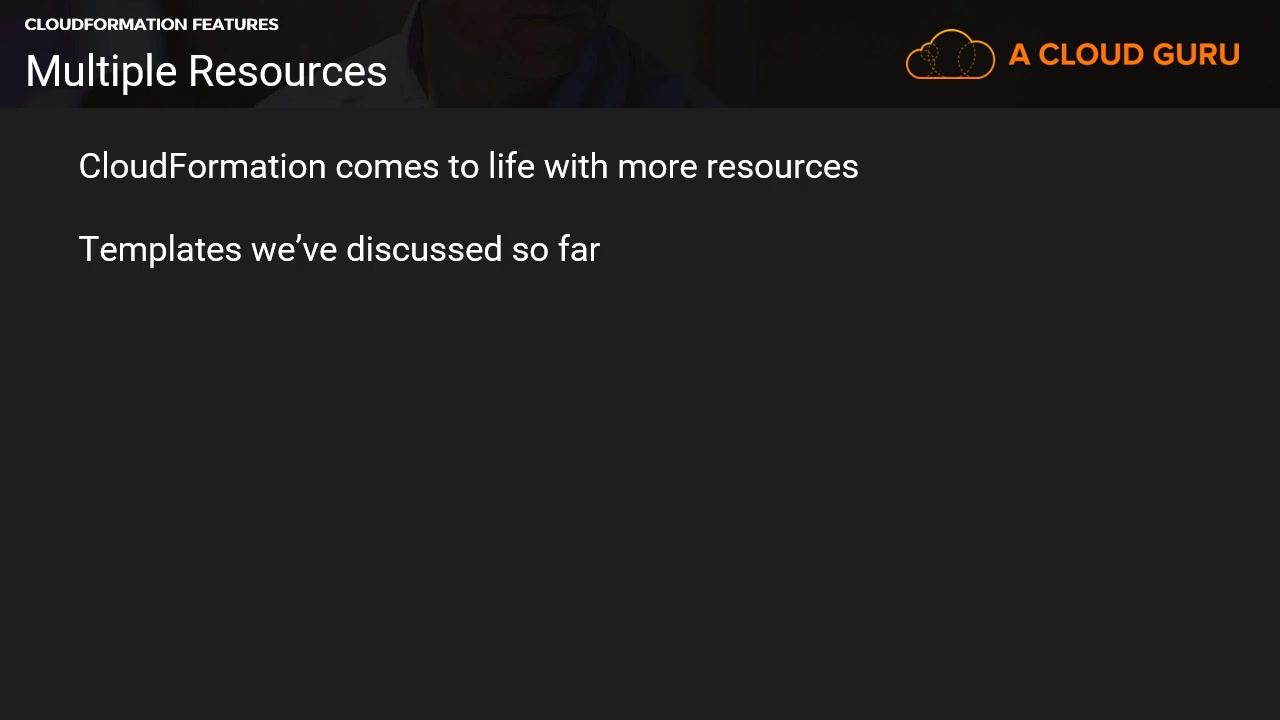 CLOUDFORMATION FEATURES
Multiple Resources
A CLOUD GURU
CloudFormation comes to life with more resources
Templates we’ve discussed so far